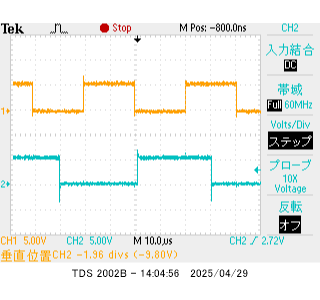 Tek Stop M Pos: -800.0ns CH2
入力結合
DC
帯域
Full 60MHz
Volts/Div
ステップ
プローブ
10X
Voltage
反転
オフ
1
2
CH1 5.00V CH2 5.00V M 10.0μs CH2 2.72V
垂直位置CH2 -1.96 divs (-9.80V)
TDS 2002B - 14:04:56 2025/04/29